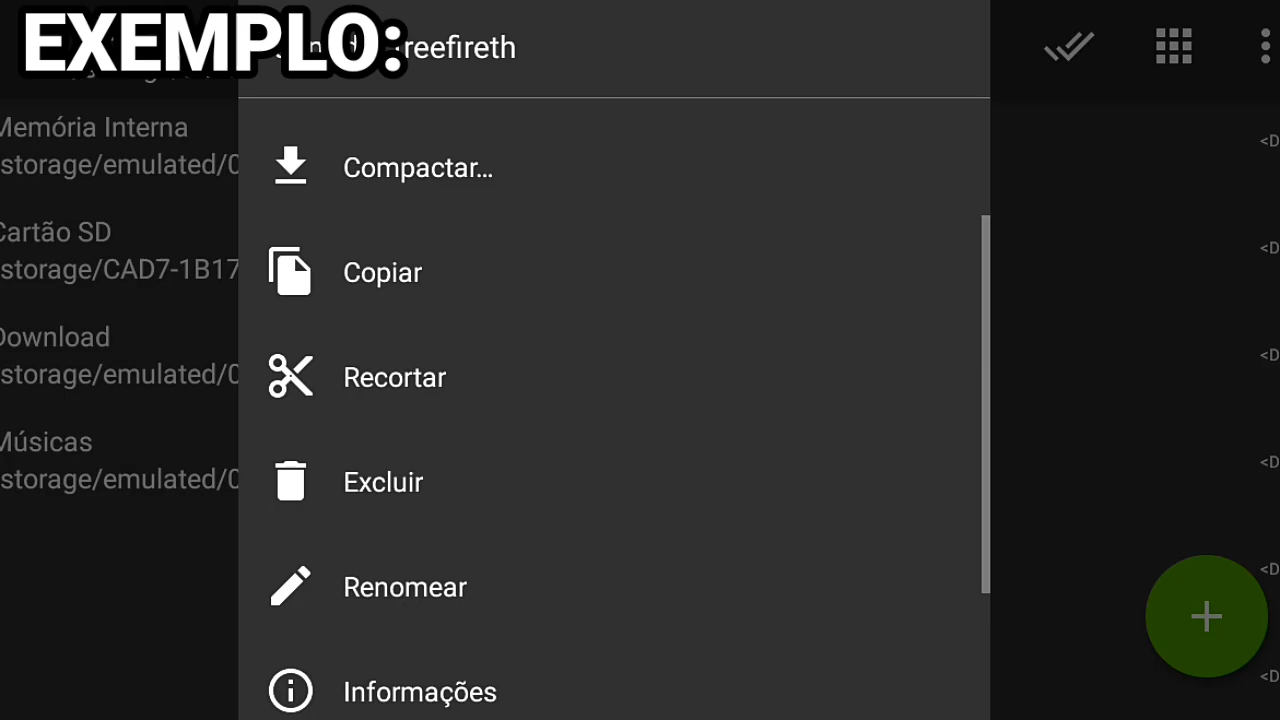 EXEMPLO:
reefireth
Memória Interna
storage/emulated/0
Cartão SD
storage/CAD7-1B17
Download
storage/emulated/0
Músicas
storage/emulated/0
Compactar...
Copiar
Recortar
Excluir
Renomear
Informações
<D
<D
<D
<D
<D
<D